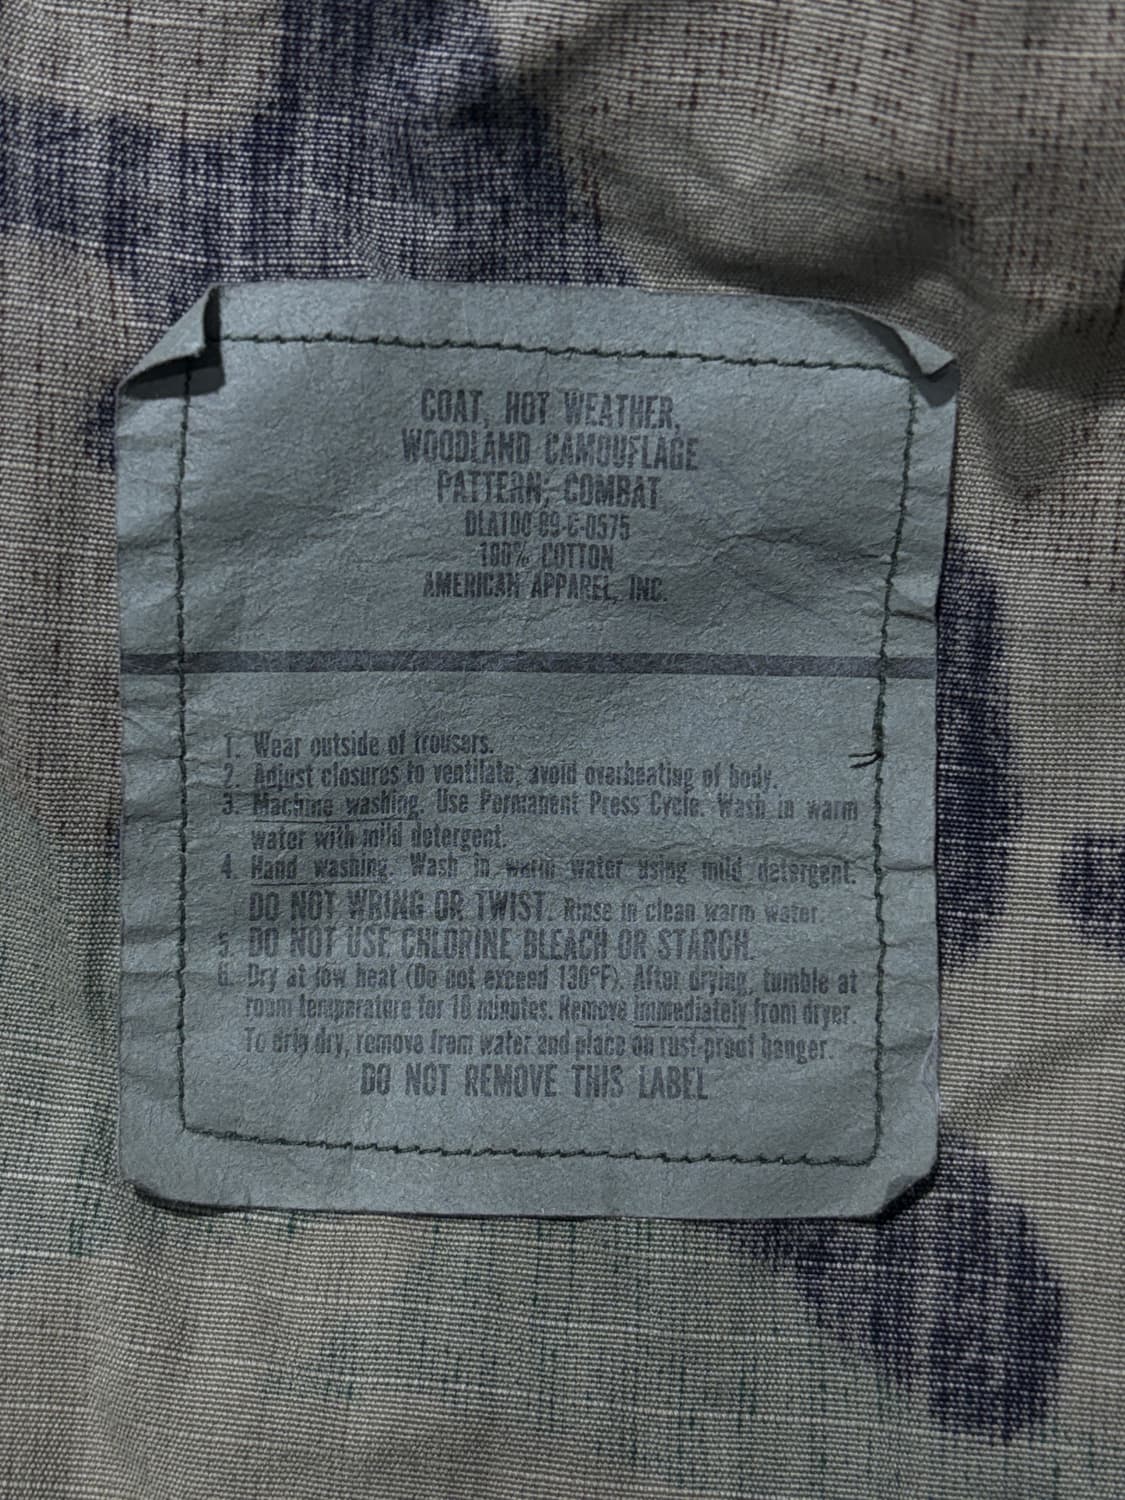 COAT, HOT WEATHER,
WOODLAND CAMOUFLAGE
PATTERN; COMBAT
DLA100-89-C-0575
100% COTTON
AMERICAN APPAREL, INC.
1. Wear outside of trousers.
2. Adjust closures to ventilate, avoid overheating of body.
3. Machine washing. Use Permanent Press Cycle. Wash in warm
water with mild detergent.
4. Hand washing. Wash in warm water using mild detergent.
DO NOT WRING OR TWIST. Rinse in clean warm water.
5. DO NOT USE CHLORINE BLEACH OR STARCH.
6. Dry at low heat (Do not exceed 130°F). After drying, tumble at
room temperature for 10 minutes. Remove immediately from dryer.
To drip dry, remove from water and place on rust-proof hanger.
DO NOT REMOVE THIS LABEL